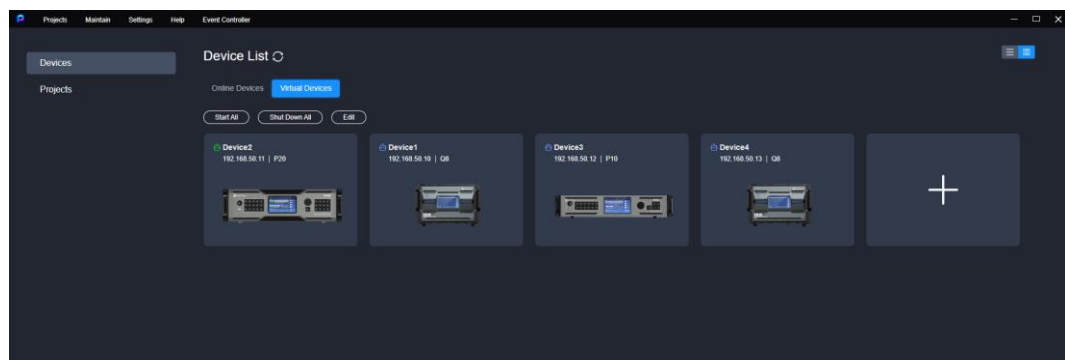 Projects Maintain Settings Help Event Controller
Devices
Projects
Device List
Online Devices Virtual Devices
Start All Shut Down All Edit
Device2
192.168.50.11 | P20
Device1
192.168.50.10 | Q8
Device3
192.168.50.12 | P10
Device4
192.168.50.13 | Q8